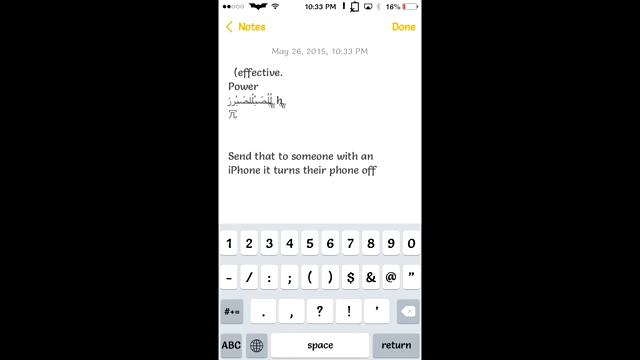 10:33 PM
16%
Notes
Done
May 26, 2015, 10:33 PM
(effective.
Power
冗
Send that to someone with an
iPhone it turns their phone off
1 2 3 4 5 6 7 8 9 0
- / : ; ( ) $ & @ "
#+= . , ? ! '
ABC space return